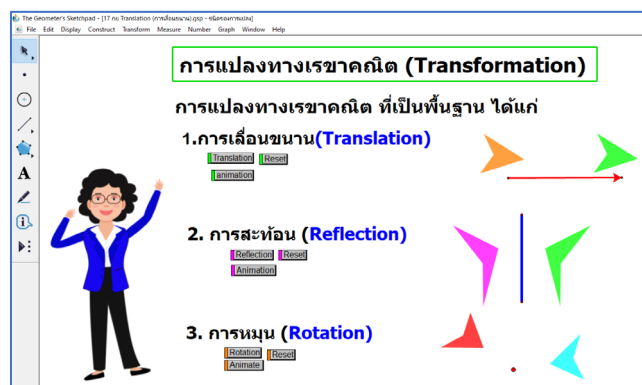 The Geometer's Sketchpad - [17 กย Translation (การเลื่อนขนาน).gsp - ชนิดของการแปลง]
File Edit Display Construct Transform Measure Number Graph Window Help
การแปลงทางเรขาคณิต (Transformation)
การแปลงทางเรขาคณิต ที่เป็นพื้นฐาน ได้แก่
1.การเลื่อนขนาน(Translation)
Translation Reset
animation
2. การสะท้อน (Reflection)
Reflection Reset
Animation
3. การหมุน (Rotation)
Rotation Reset
Animate
A